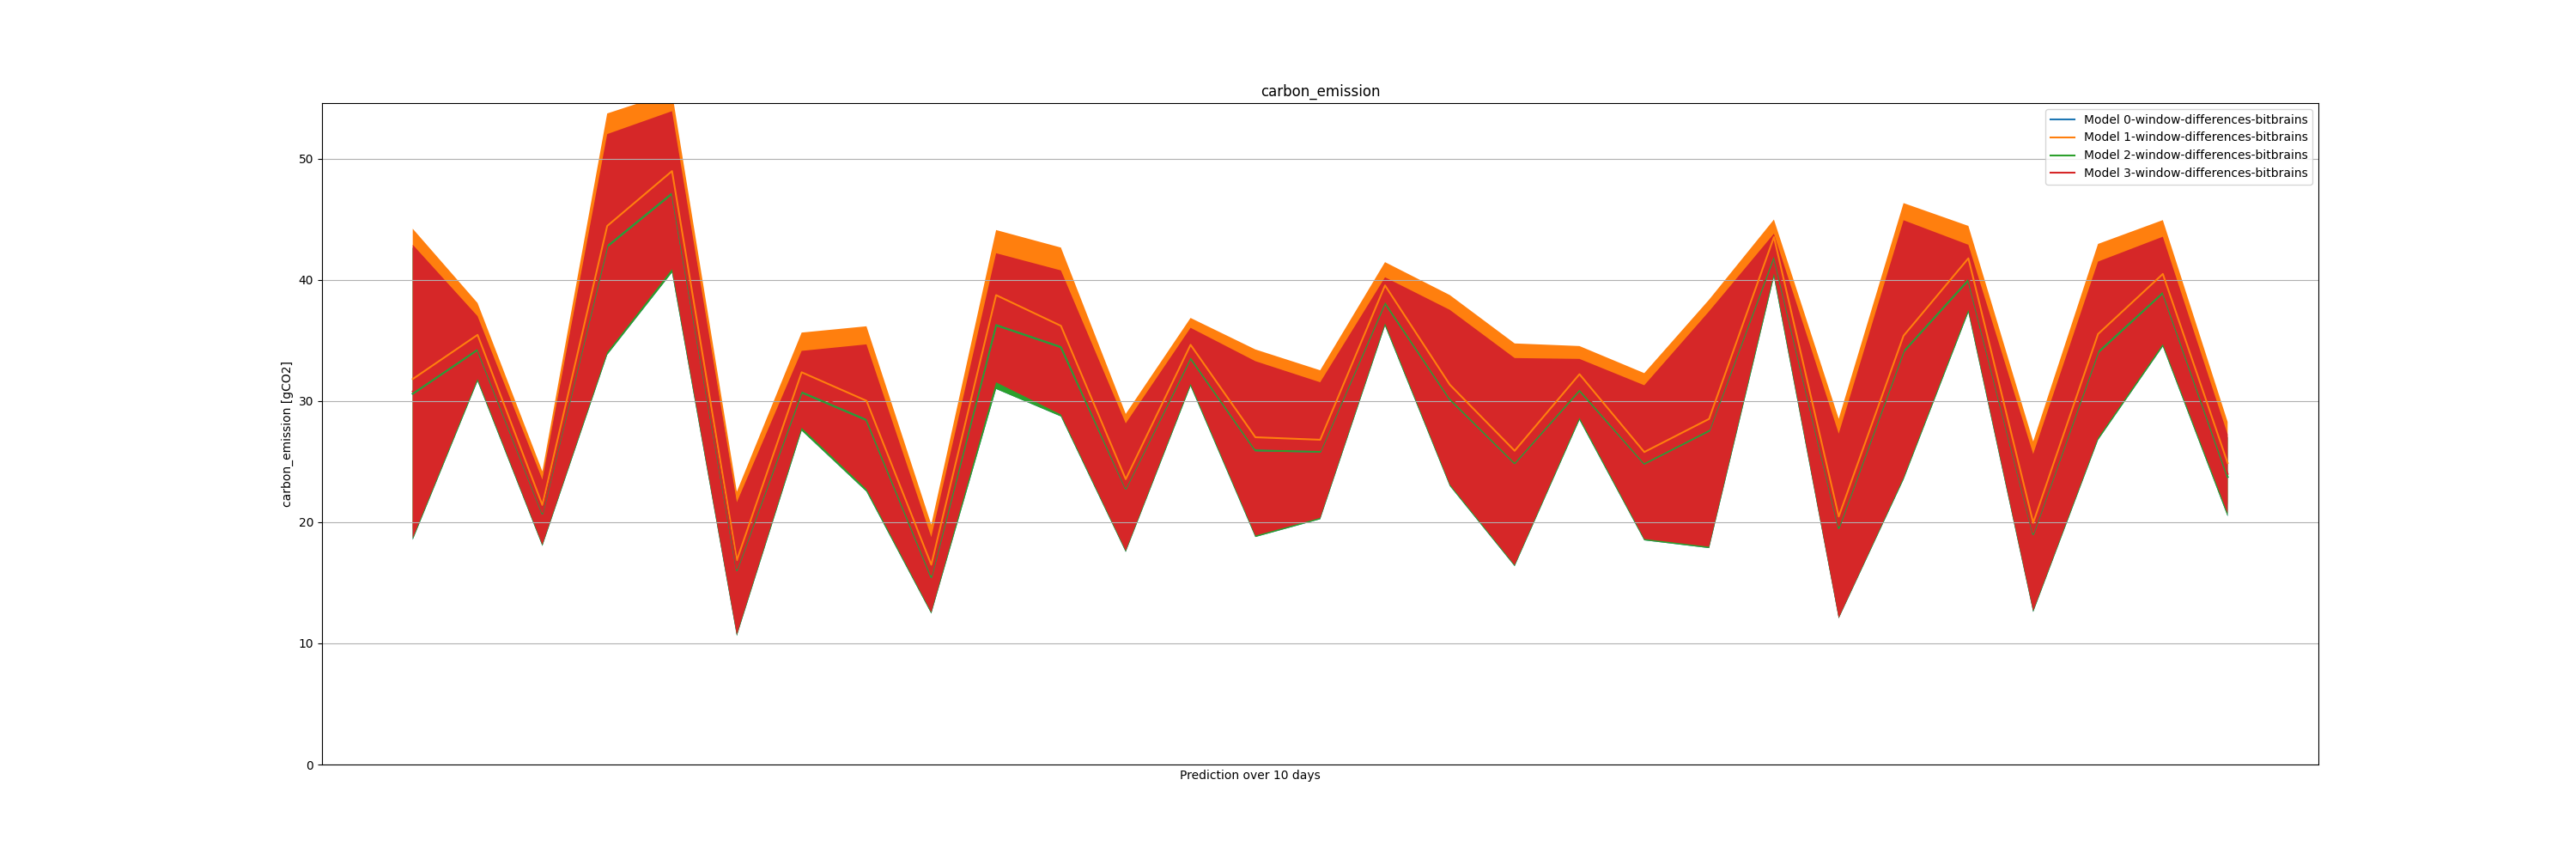 carbon_emission
Model 0-window-differences-bitbrains
Model 1-window-differences-bitbrains
Model 2-window-differences-bitbrains
Model 3-window-differences-bitbrains
carbon_emission [gCO2]
50
40
30
20
10
0
Prediction over 10 days